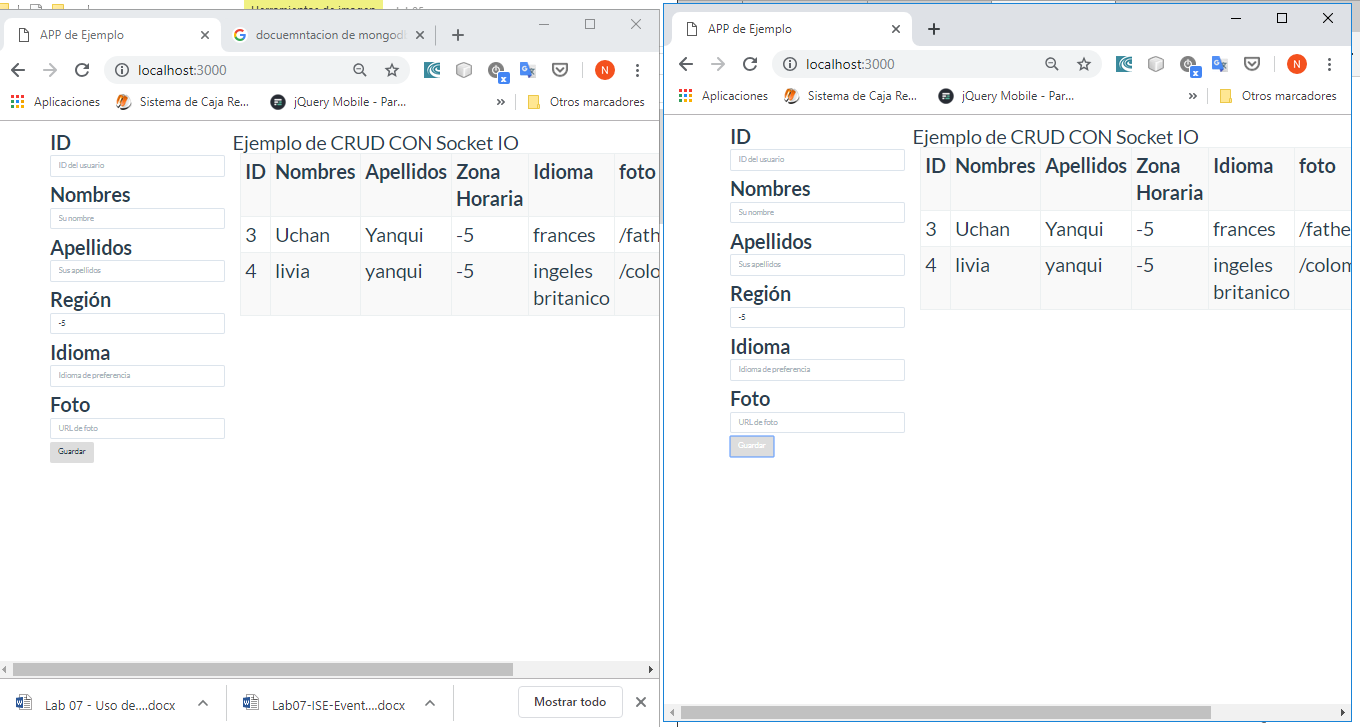 Herramientas de imagen
APP de Ejemplo
docuemntacion de mongod
localhost:3000
N
Aplicaciones
Sistema de Caja Re...
jQuery Mobile - Par...
»
Otros marcadores
ID
ID del usuario
Nombres
Su nombre
Apellidos
Sus apellidos
Región
-5
Idioma
Idioma de preferencia
Foto
URL de foto
Guardar
Ejemplo de CRUD CON Socket IO
ID Nombres Apellidos Zona Horaria Idioma foto
3 Uchan Yanqui -5 frances /fath
4 livia yanqui -5 ingeles britanico /colo
Lab 07 - Uso de....docx
Lab07-ISE-Event....docx
Mostrar todo
APP de Ejemplo
localhost:3000
N
Aplicaciones
Sistema de Caja Re...
jQuery Mobile - Par...
»
Otros marcadores
ID
ID del usuario
Nombres
Su nombre
Apellidos
Sus apellidos
Región
-5
Idioma
Idioma de preferencia
Foto
URL de foto
Guardar
Ejemplo de CRUD CON Socket IO
ID Nombres Apellidos Zona Horaria Idioma foto
3 Uchan Yanqui -5 frances /fathe
4 livia yanqui -5 ingeles britanico /colom